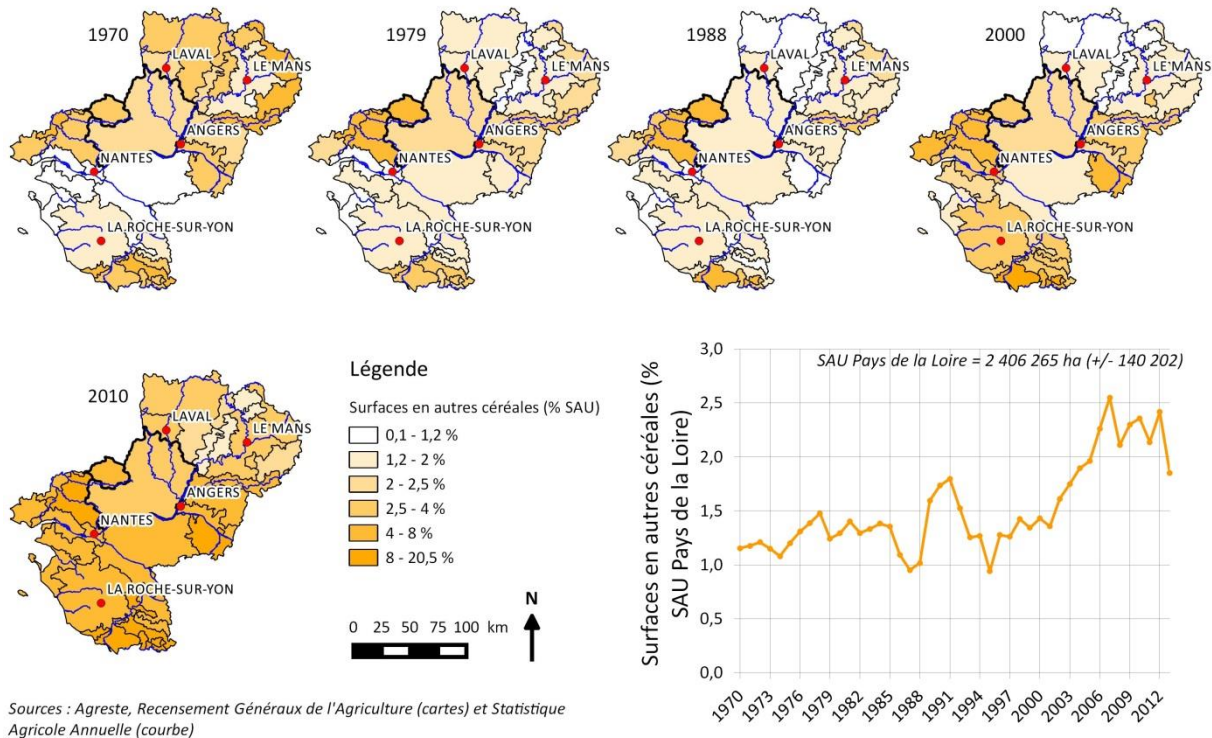 1970
LAVAL
LE MANS
ANGERS
NANTES
LA ROCHE-SUR-YON
1979
LAVAL
LE MANS
ANGERS
NANTES
LA ROCHE-SUR-YON
1988
LAVAL
LE MANS
ANGERS
NANTES
LA ROCHE-SUR-YON
2000
LAVAL
LE MANS
ANGERS
NANTES
LA ROCHE-SUR-YON
2010
LAVAL
LE MANS
ANGERS
NANTES
LA ROCHE-SUR-YON
Légende
Surfaces en autres céréales (% SAU)
0,1 - 1,2 %
1,2 - 2 %
2 - 2,5 %
2,5 - 4 %
4 - 8 %
8 - 20,5 %
0 25 50 75 100 km
N
Surfaces en autres céréales (%
SAU Pays de la Loire)
SAU Pays de la Loire = 2 406 265 ha (+/- 140 202)
3,0
2,5
2,0
1,5
1,0
0,5
0,0
1970 1973 1976 1979 1982 1985 1988 1991 1994 1997 2000 2003 2006 2009 2012
Sources : Agreste, Recensement Généraux de l'Agriculture (cartes) et Statistique
Agricole Annuelle (courbe)